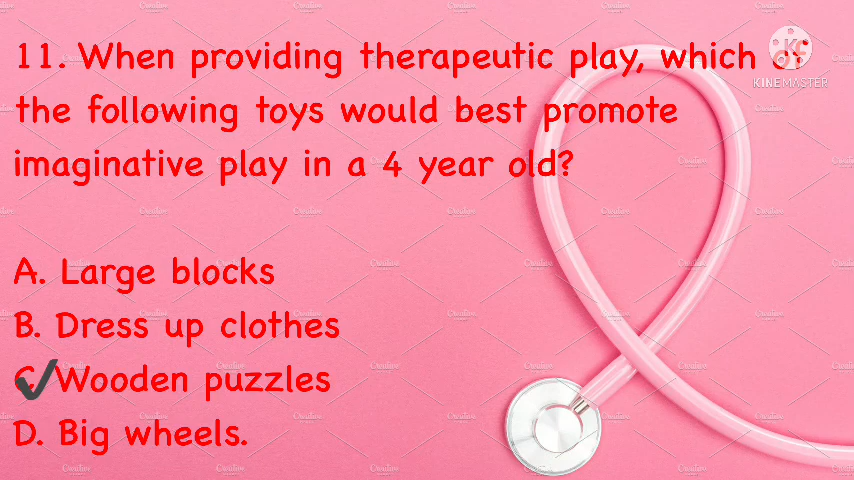 11. When providing therapeutic play, which of
the following toys would best promote
imaginative play in a 4 year old?
A. Large blocks
B. Dress up clothes
C. Wooden puzzles
D. Big wheels.
KINEMASTER